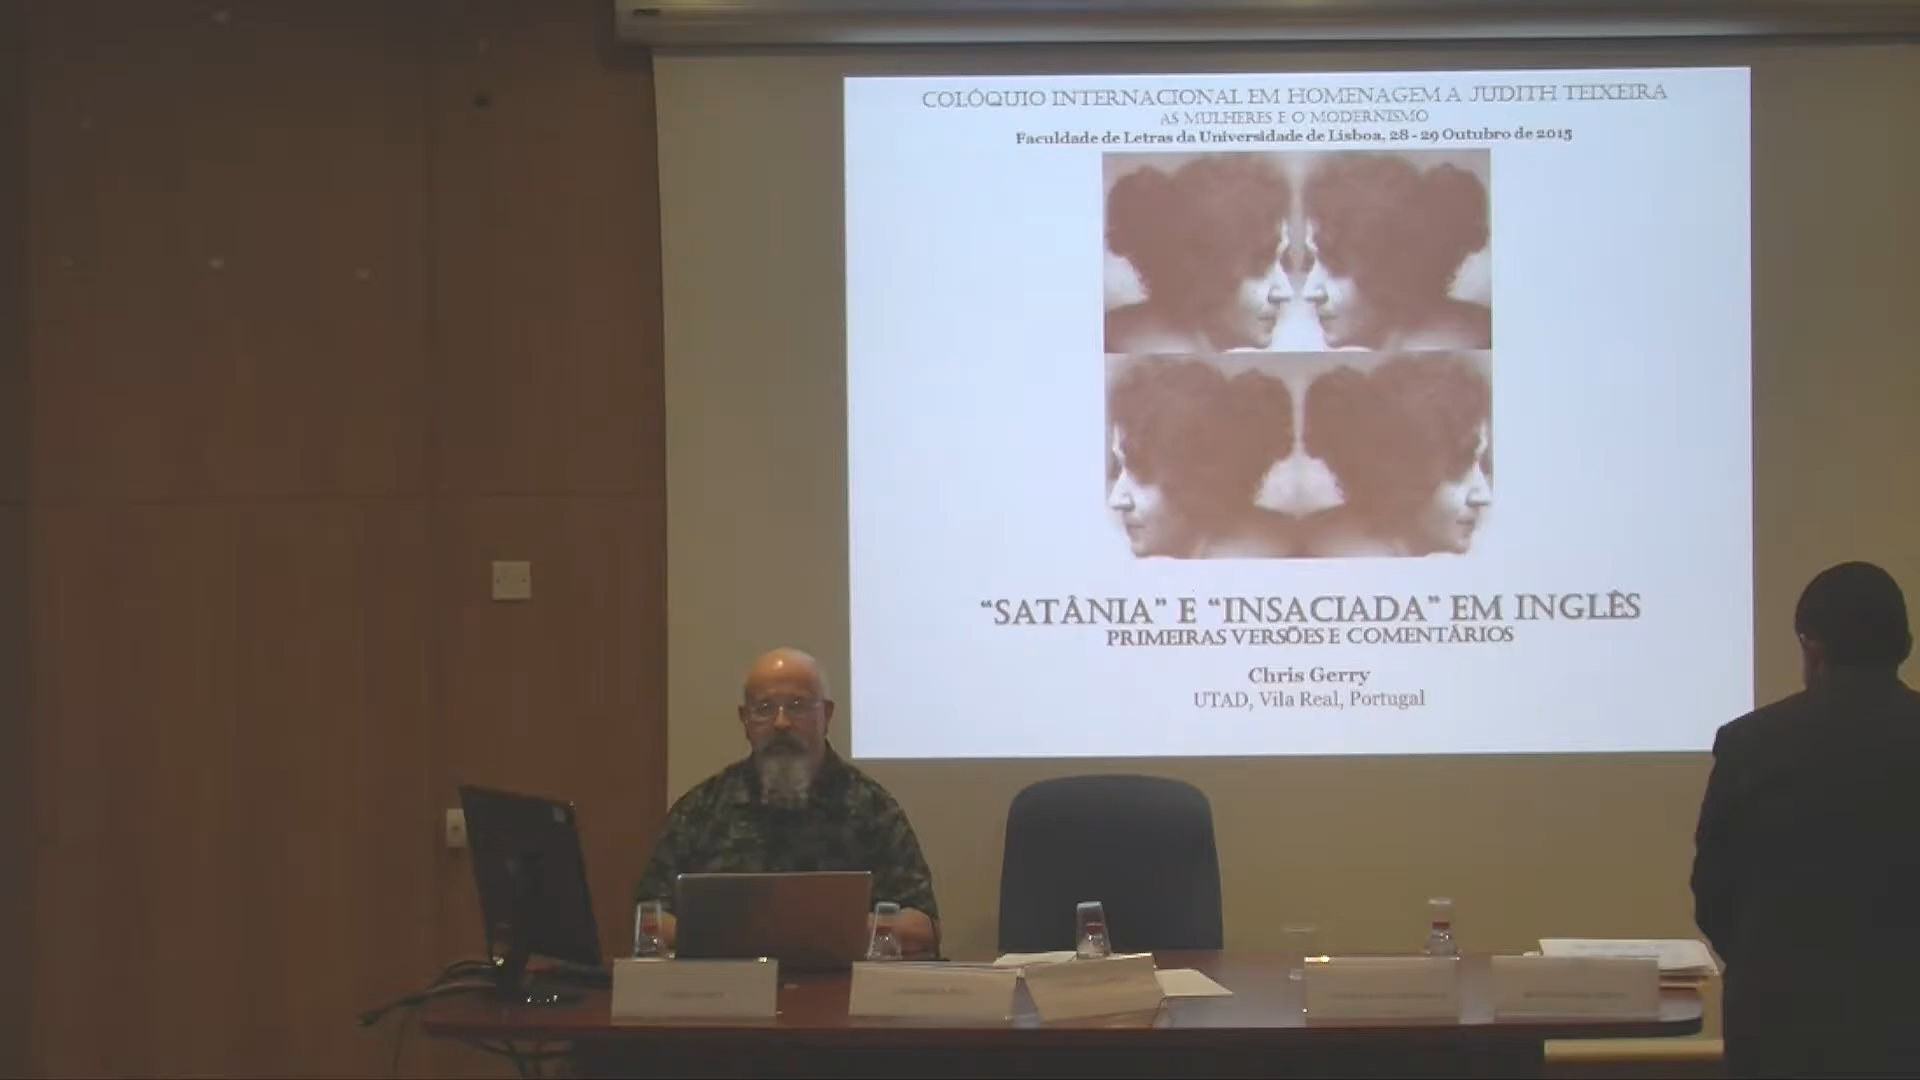 COLÓQUIO INTERNACIONAL EM HOMENAGEM A JUDITH TEIXEIRA
AS MULHERES E O MODERNISMO
Faculdade de Letras da Universidade de Lisboa, 28 - 29 Outubro de 2015
“SATÂNIA” E “INSACIADA” EM INGLÊS
PRIMEIRAS VERSÕES E COMENTÁRIOS
Chris Gerry
UTAD, Vila Real, Portugal